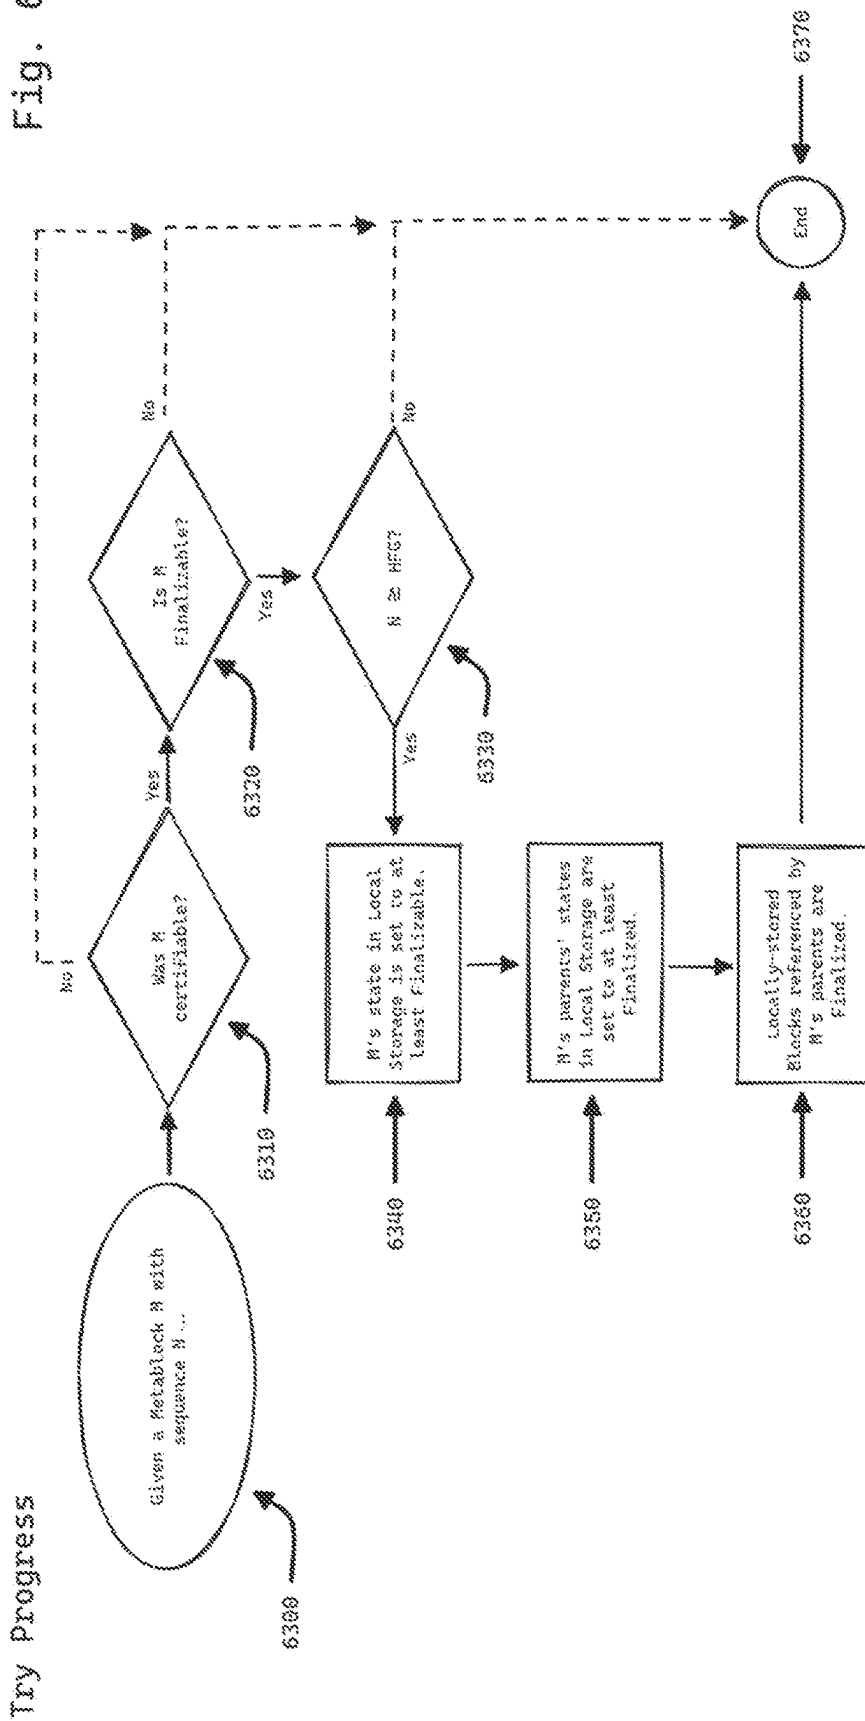 Try Progress
Fig. 6
Given a Metablock M with
sequence N...
6300
Was M
certifiable?
6310
No
Yes
Is M
Finalizable?
6320
No
Yes
N ≥ HFG?
6330
No
Yes
M's state in Local
Storage is set to at
least Finalizable.
6340
M's parents' states
in Local Storage are
set to at least
Finalized.
6350
Locally-stored
Blocks referenced by
M's parents are
Finalized.
6360
End
6370